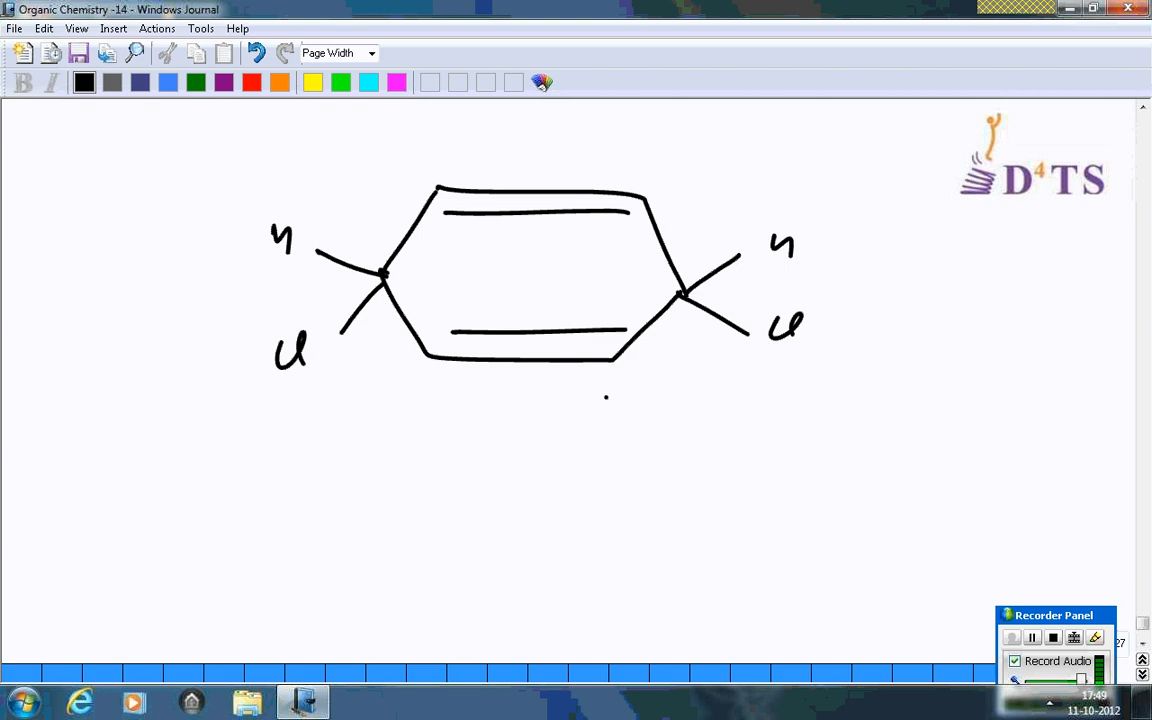 Organic Chemistry -14 - Windows Journal
File Edit View Insert Actions Tools Help
Page Width
B I
D4TS
H H
Cl Cl
Recorder Panel
27
Record Audio
17:49
11-10-2012